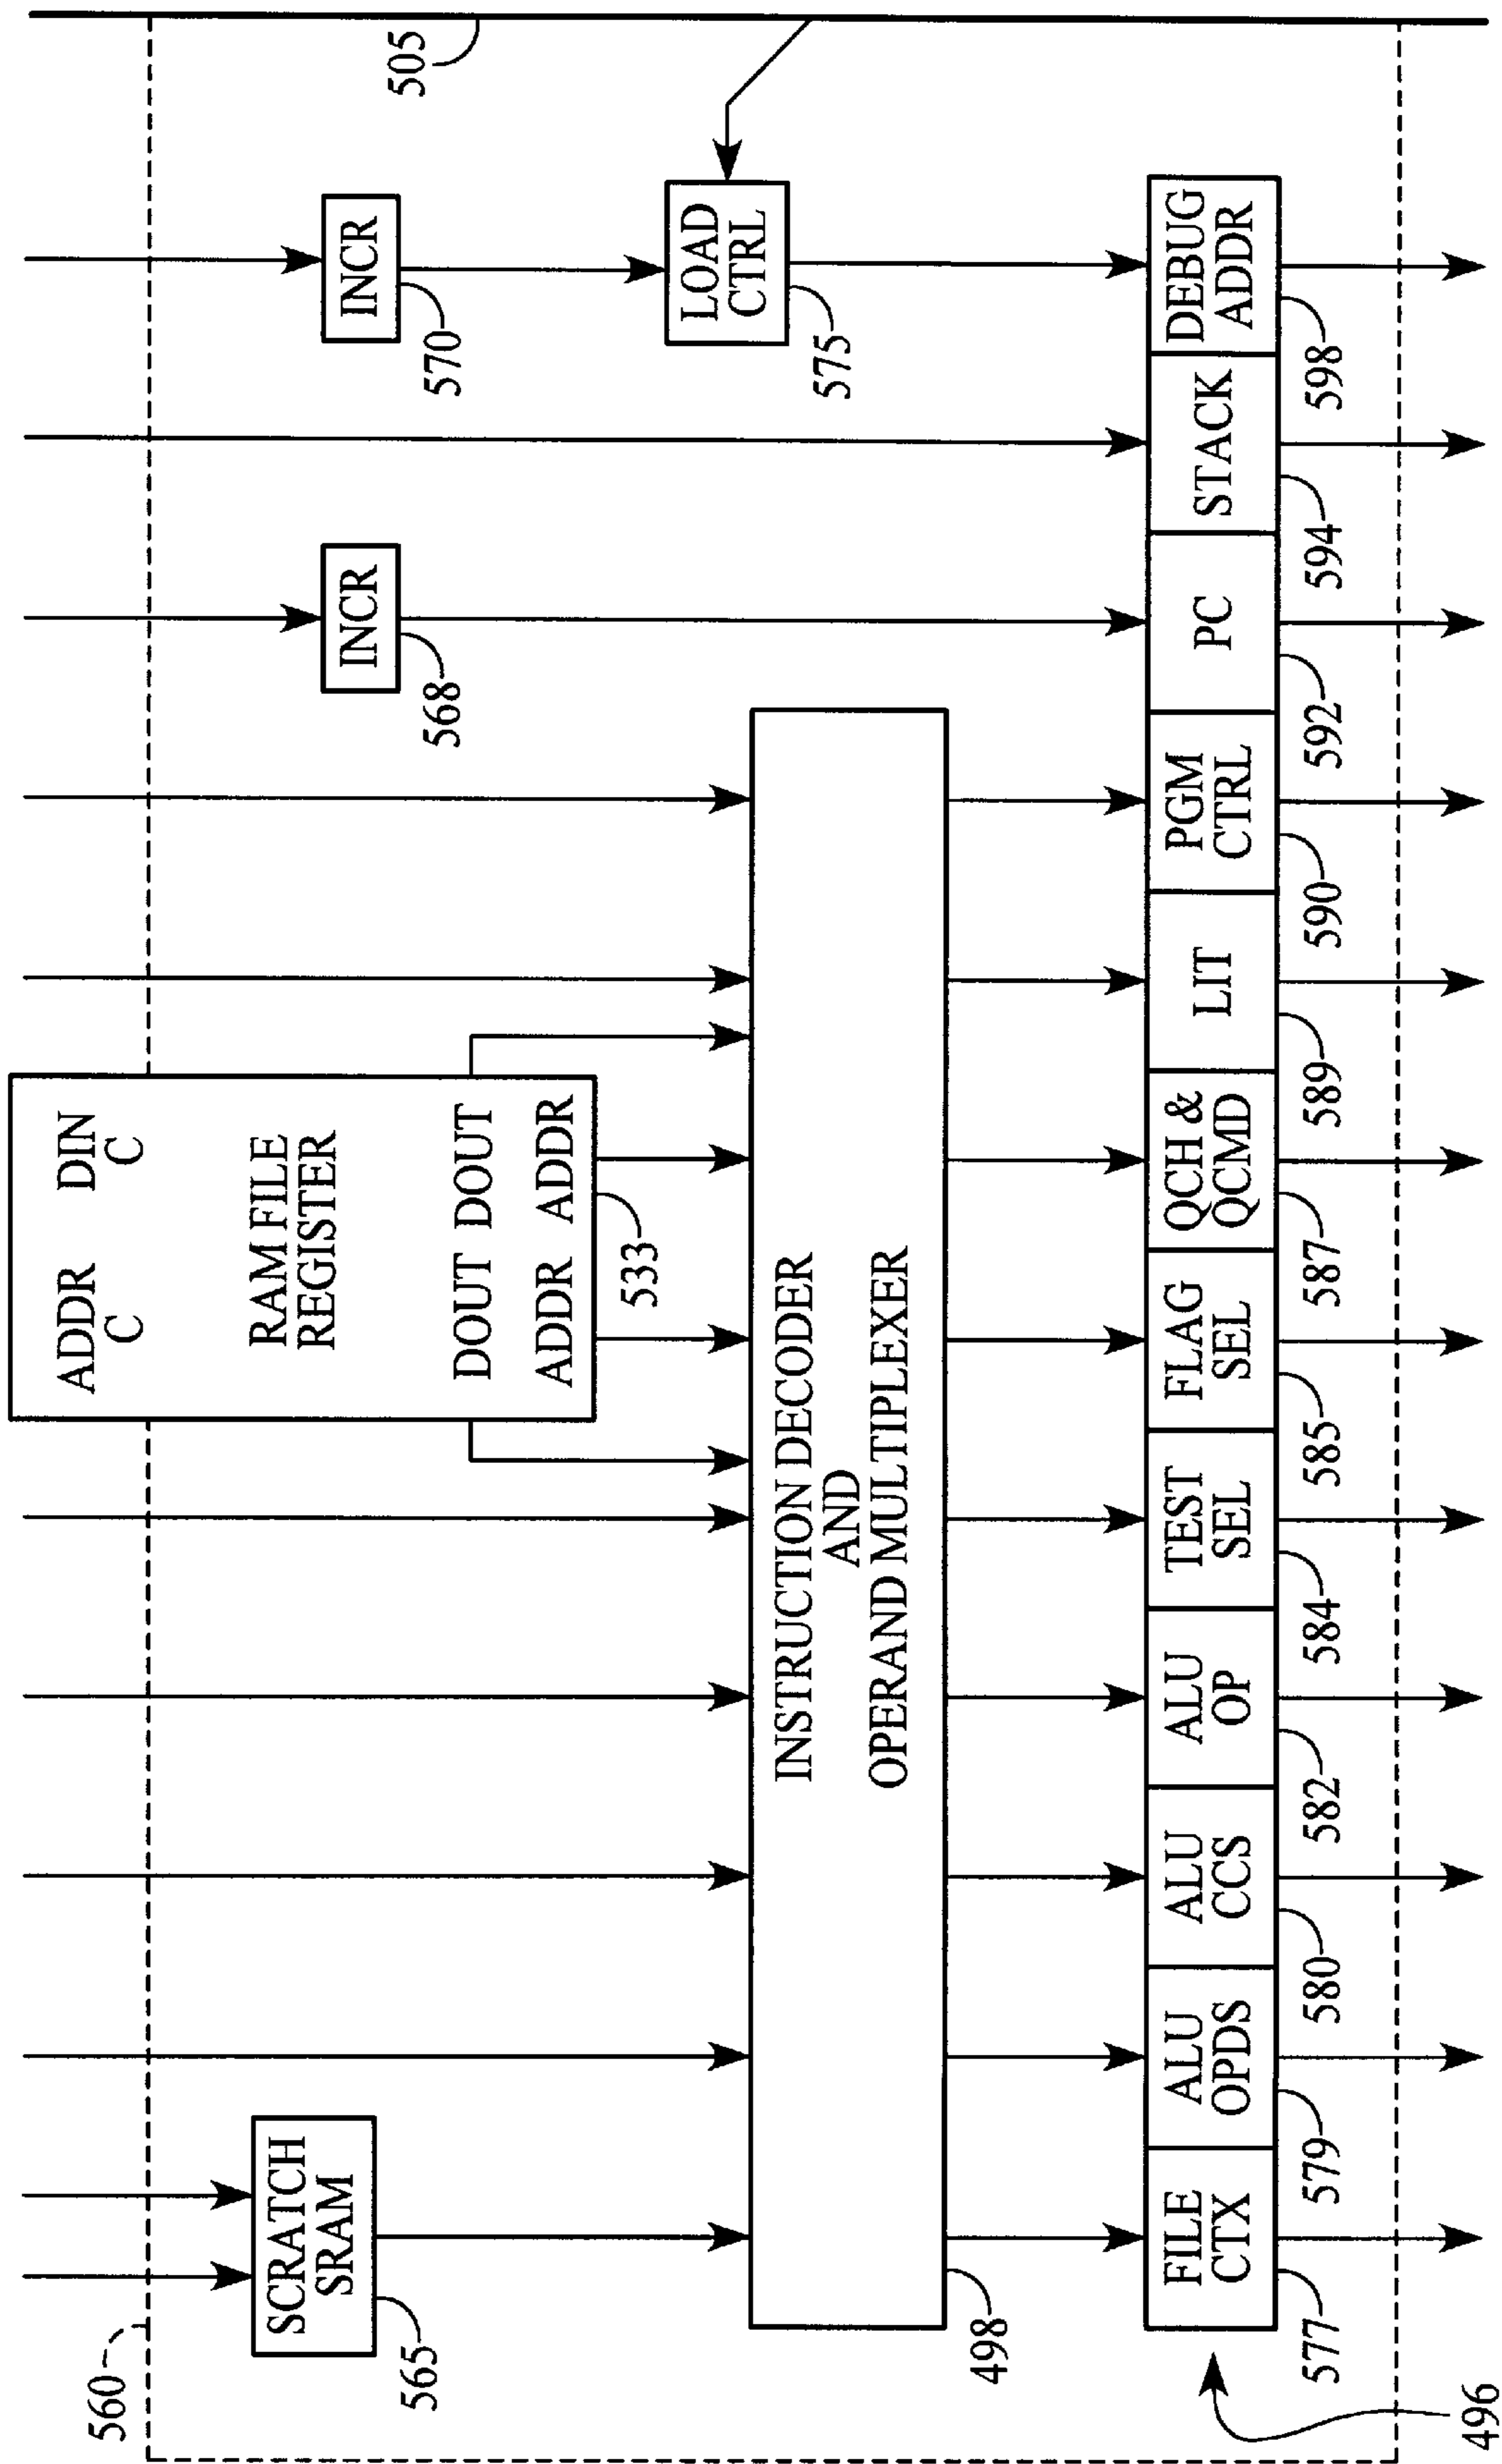 560
505
ADDR DIN
C C
RAM FILE
REGISTER
DOUT DOUT
ADDR ADDR
533
SCRATCH
SRAM
565
INCR
568
INCR
570
LOAD
CTRL
575
INSTRUCTION DECODER
AND
OPERAND MULTIPLEXER
498
FILE
CTX
ALU
OPDS
ALU
CCS
ALU
OP
TEST
SEL
FLAG
SEL
QCH &
QCMD
LIT
PGM
CTRL
PC
STACK
DEBUG
ADDR
577 579 580 582 584 585 587 589 590 592 594 598
496